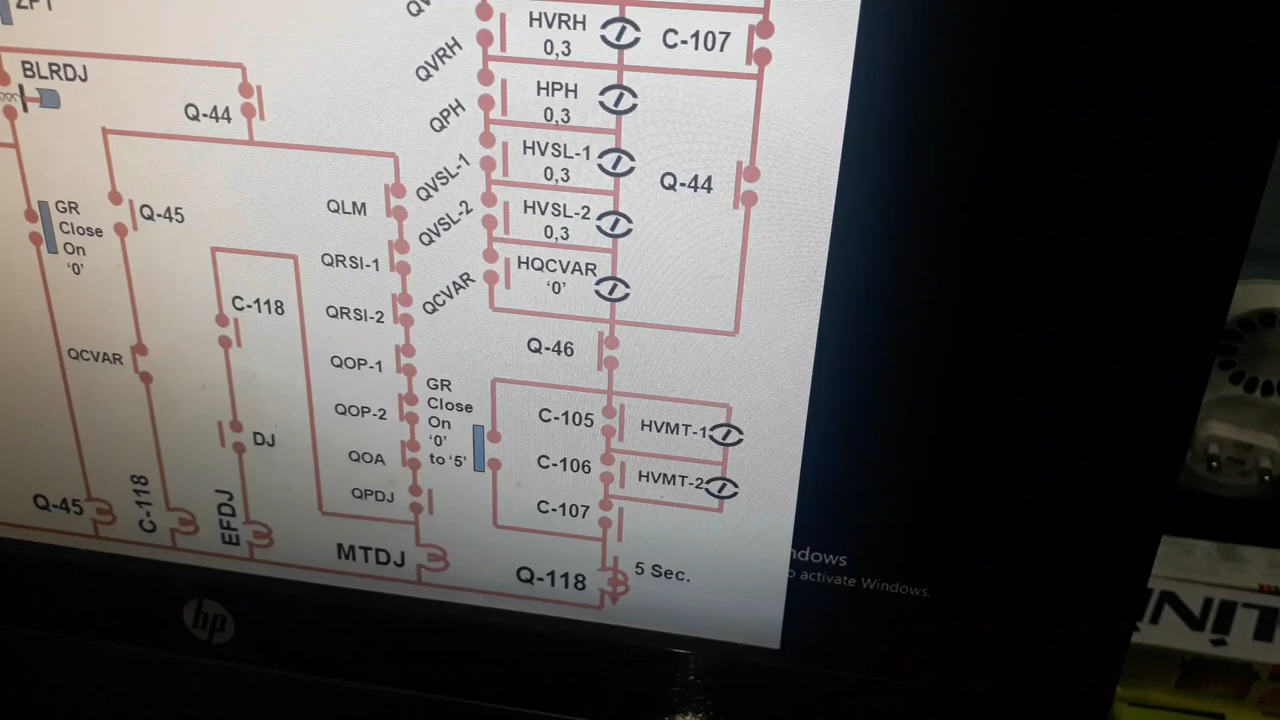 BLRDJ
Q-44
GR
Close
On
'0'
Q-45
QCVAR
C-118
DJ
Q-45
C-118
EFDJ
MTDJ
QLM
QRSI-1
QRSI-2
QOP-1
QOP-2
QOA
QPDJ
GR
Close
On
'0'
to '5'
QVRH
QPH
QVSL-1
QVSL-2
QCVAR
HVRH
0,3
HPH
0,3
HVSL-1
0,3
HVSL-2
0,3
HQCVAR
'0'
C-107
Q-44
Q-46
C-105
C-106
C-107
HVMT-1
HVMT-2
Q-118
5 Sec.
activate Windows.
hp